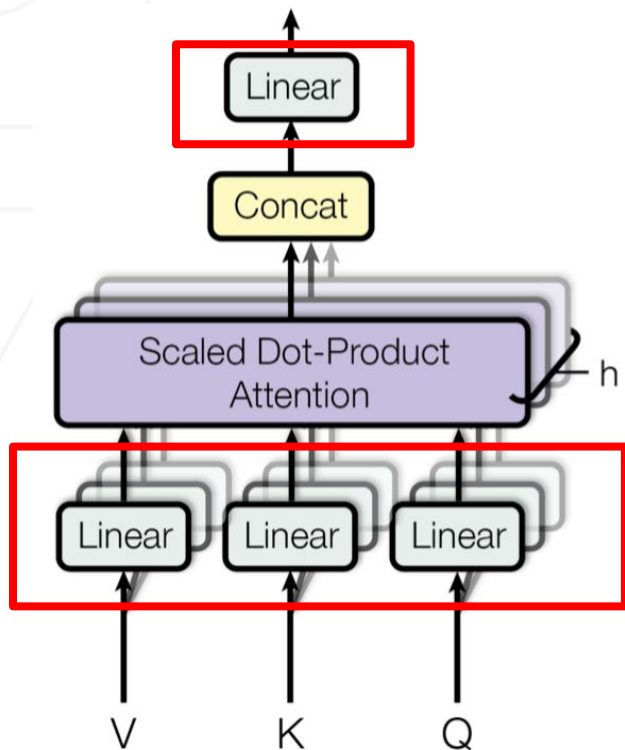 Linear
Concat
Scaled Dot-Product
Attention
h
Linear
Linear
Linear
V
K
Q